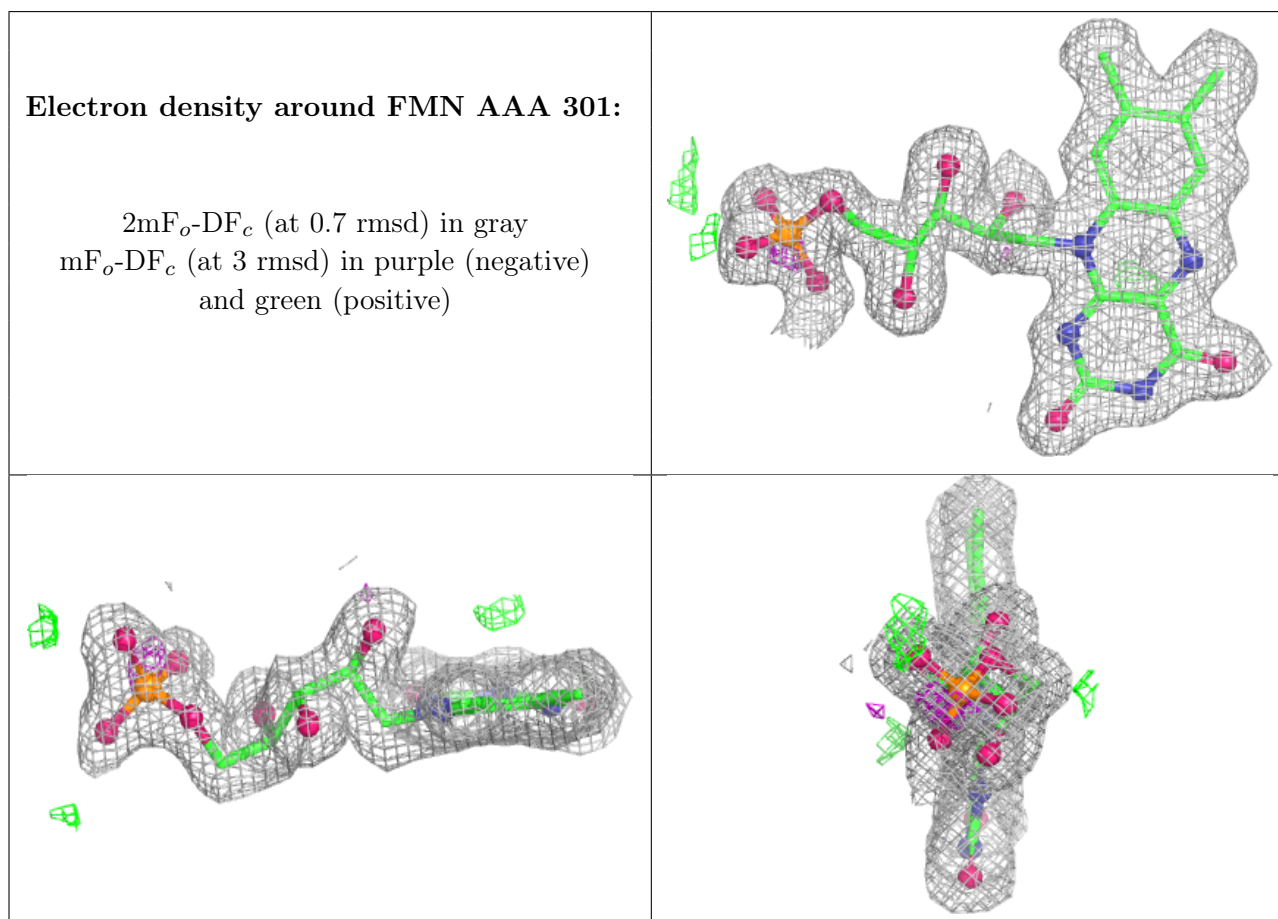 Electron density around FMN AAA 301:
2mFo-DFc (at 0.7 rmsd) in gray
mFo-DFc (at 3 rmsd) in purple (negative)
and green (positive)